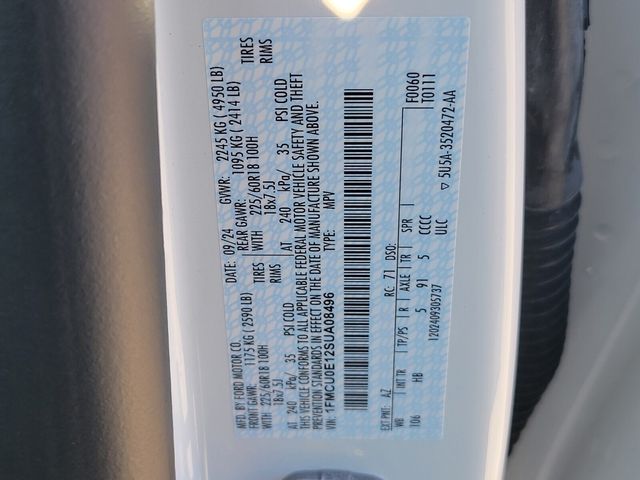 MFD. BY FORD MOTOR CO.
DATE: 09/24 GVWR: 2245 KG ( 4950 LB)
FRONT GAWR: 1175 KG ( 2590 LB) REAR GAWR: 1095 KG ( 2414 LB)
WITH 225/60R18 100H TIRES WITH 225/60R18 100H TIRES
18x7.5J RIMS 18x7.5J RIMS
AT 240 kPa/ 35 PSI COLD AT 240 kPa/ 35 PSI COLD
THIS VEHICLE CONFORMS TO ALL APPLICABLE FEDERAL MOTOR VEHICLE SAFETY AND THEFT
PREVENTION STANDARDS IN EFFECT ON THE DATE OF MANUFACTURE SHOWN ABOVE.
VIN: 1FMCU0E12SUA08496 TYPE: MPV
F0060
T0111
EXT PNT: AZ RC: 71 DSO:
WB INT TR TP/PS R AXLE TR SPR
106 HB 5 91 5 CCCC
1202409305737 ULC
▽ 5U5A-3520472-AA